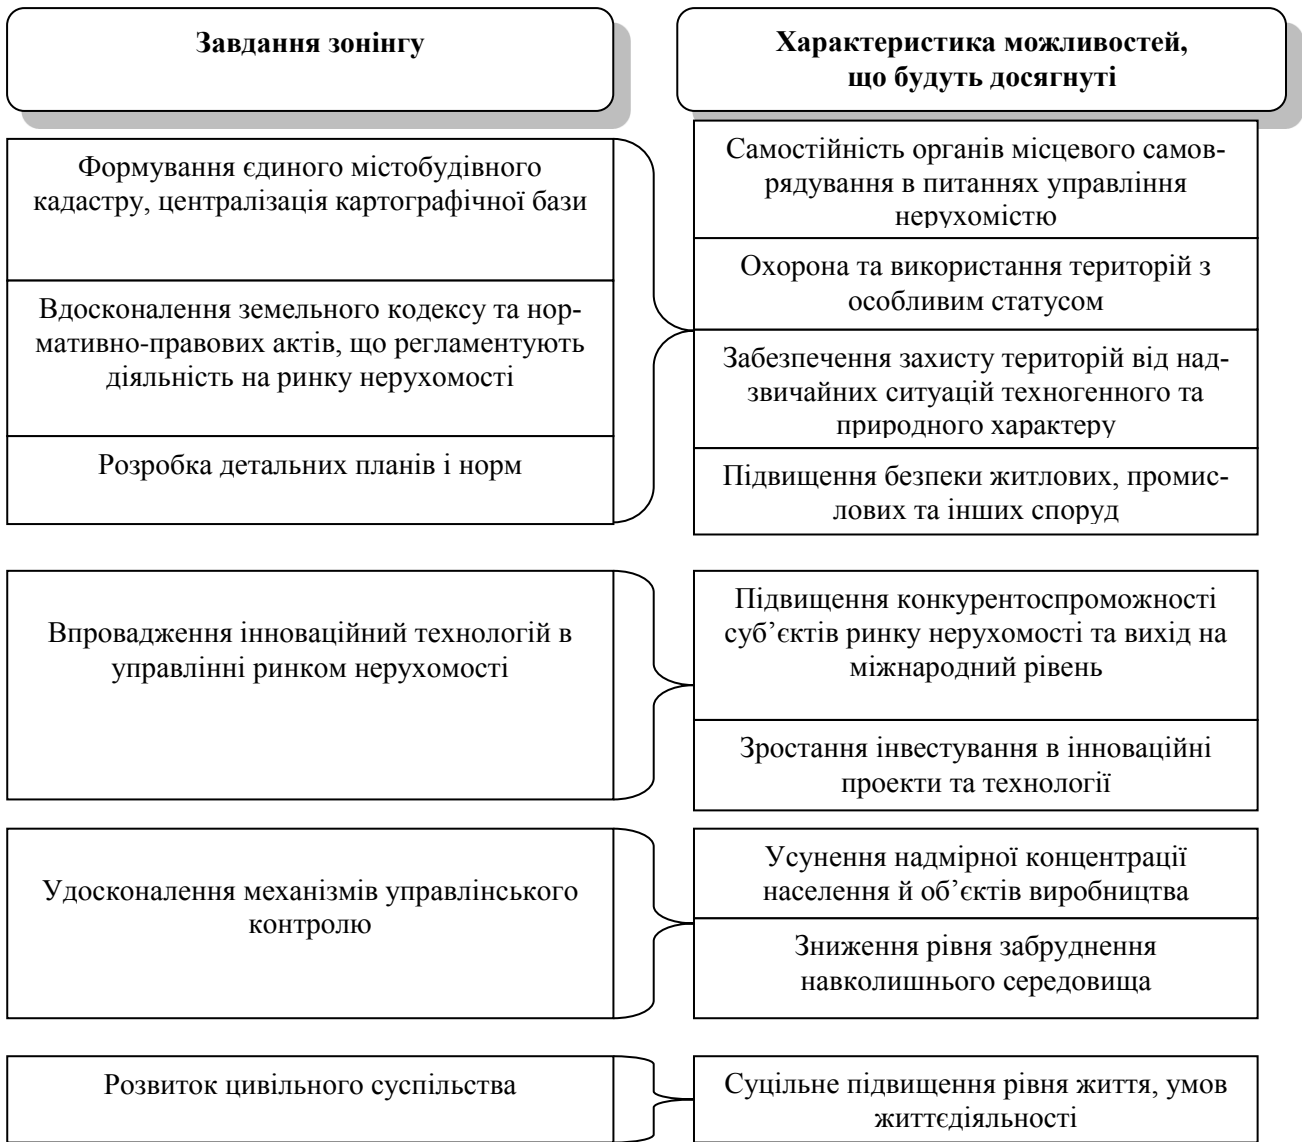 Завдання зонінгу
Характеристика можливостей,
що будуть досягнуті
Формування єдиного містобудівного
кадастру, централізація картографічної бази
Вдосконалення земельного кодексу та нор-
мативно-правових актів, що регламентують
діяльність на ринку нерухомості
Розробка детальних планів і норм
Самостійність органів місцевого самов-
рядування в питаннях управління
нерухомістю
Охорона та використання територій з
особливим статусом
Забезпечення захисту територій від над-
звичайних ситуацій техногенного та
природного характеру
Підвищення безпеки житлових, промис-
лових та інших споруд
Впровадження інноваційний технологій в
управлінні ринком нерухомості
Підвищення конкурентоспроможності
суб’єктів ринку нерухомості та вихід на
міжнародний рівень
Зростання інвестування в інноваційні
проекти та технології
Удосконалення механізмів управлінського
контролю
Усунення надмірної концентрації
населення й об’єктів виробництва
Зниження рівня забруднення
навколишнього середовища
Розвиток цивільного суспільства
Суцільне підвищення рівня життя, умов
життєдіяльності